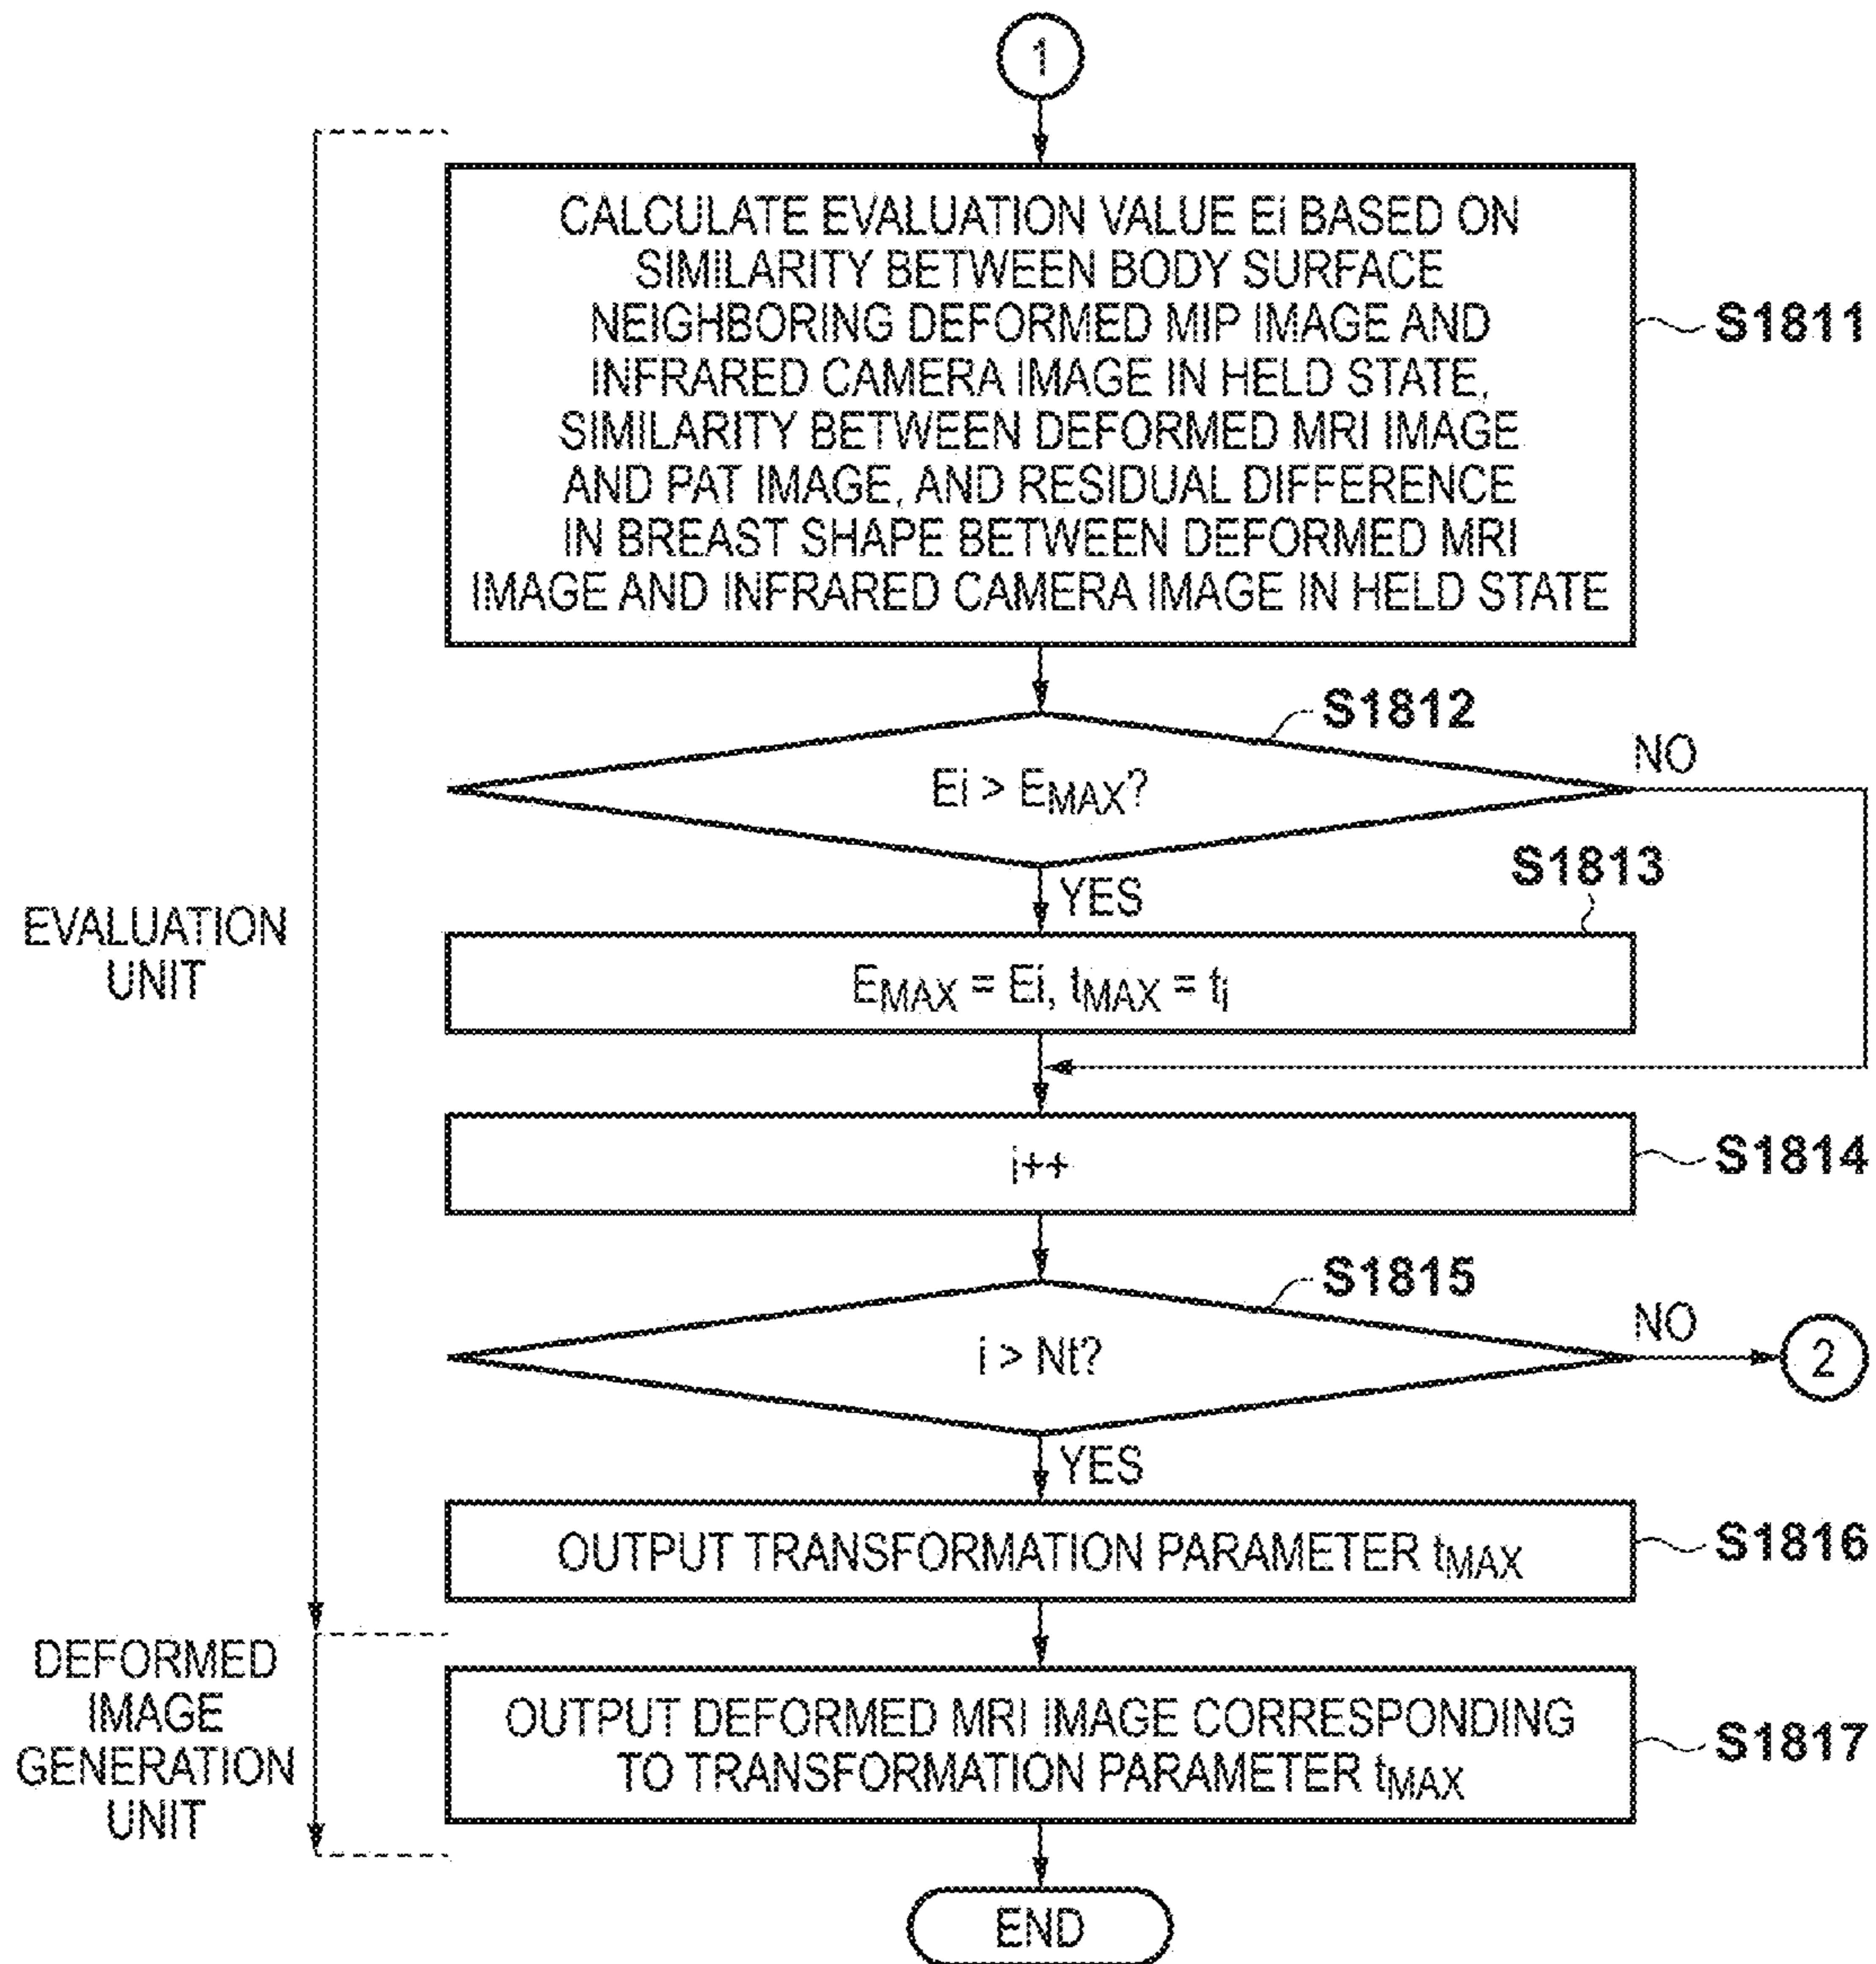 1
CALCULATE EVALUATION VALUE Ei BASED ON
SIMILARITY BETWEEN BODY SURFACE
NEIGHBORING DEFORMED MIP IMAGE AND
INFRARED CAMERA IMAGE IN HELD STATE,
SIMILARITY BETWEEN DEFORMED MRI IMAGE
AND PAT IMAGE, AND RESIDUAL DIFFERENCE
IN BREAST SHAPE BETWEEN DEFORMED MRI
IMAGE AND INFRARED CAMERA IMAGE IN HELD STATE
S1811
S1812
Ei > EMAX?
NO
YES
S1813
EMAX = Ei, tMAX = ti
EVALUATION
UNIT
i++
S1814
S1815
i > Nt?
NO
2
YES
OUTPUT TRANSFORMATION PARAMETER tMAX
S1816
DEFORMED
IMAGE
GENERATION
UNIT
OUTPUT DEFORMED MRI IMAGE CORRESPONDING
TO TRANSFORMATION PARAMETER tMAX
S1817
END